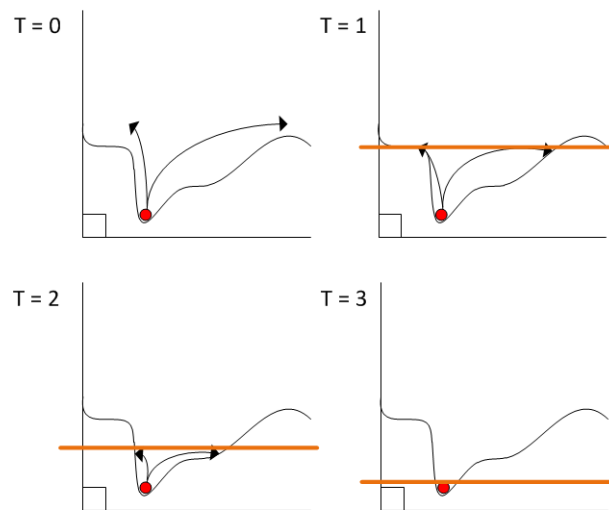 T = 0
T = 1
T = 2
T = 3